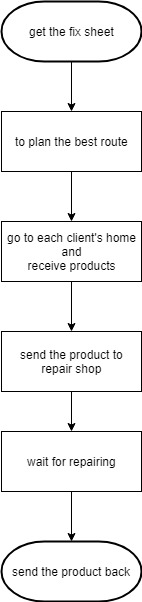 get the fix sheet
to plan the best route
go to each client's home
and
receive products
send the product to
repair shop
wait for repairing
send the product back